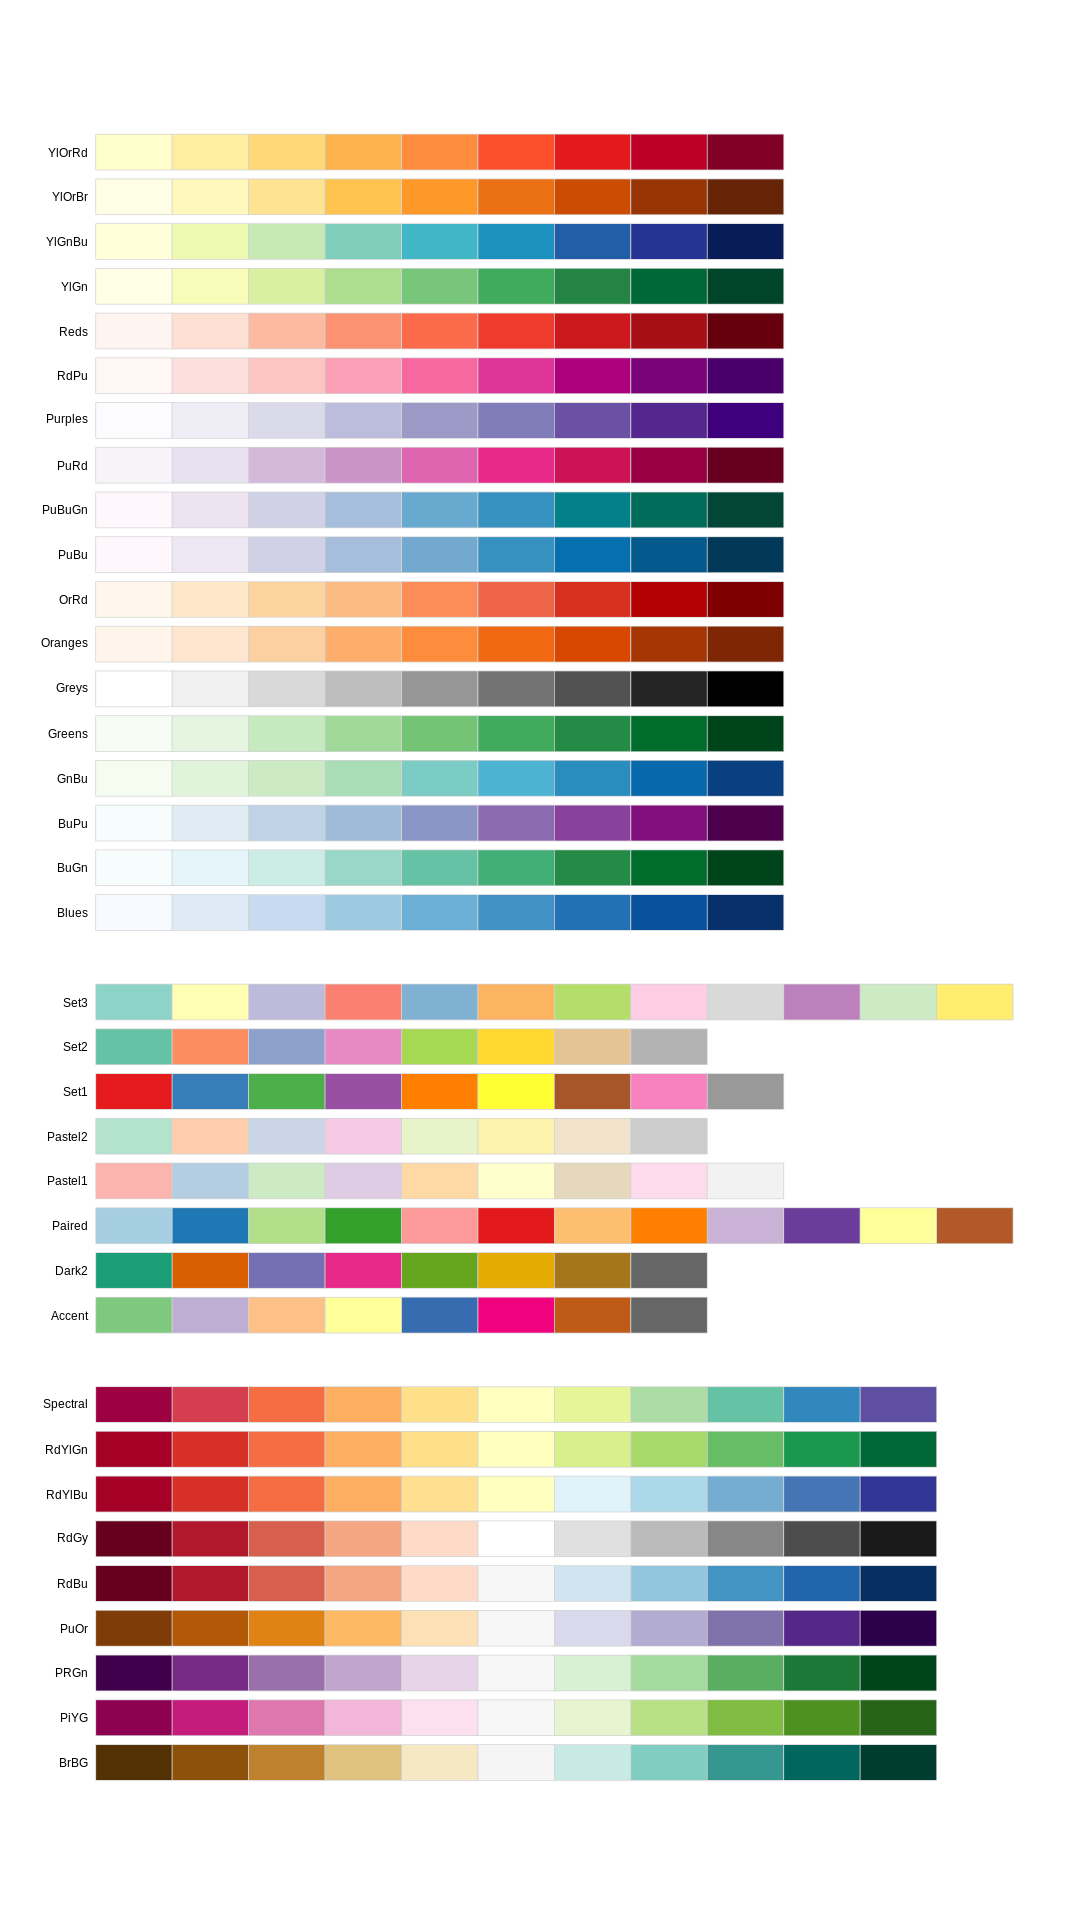 YlOrRd
YlOrBr
YlGnBu
YlGn
Reds
RdPu
Purples
PuRd
PuBuGn
PuBu
OrRd
Oranges
Greys
Greens
GnBu
BuPu
BuGn
Blues
Set3
Set2
Set1
Pastel2
Pastel1
Paired
Dark2
Accent
Spectral
RdYlGn
RdYlBu
RdGy
RdBu
PuOr
PRGn
PiYG
BrBG